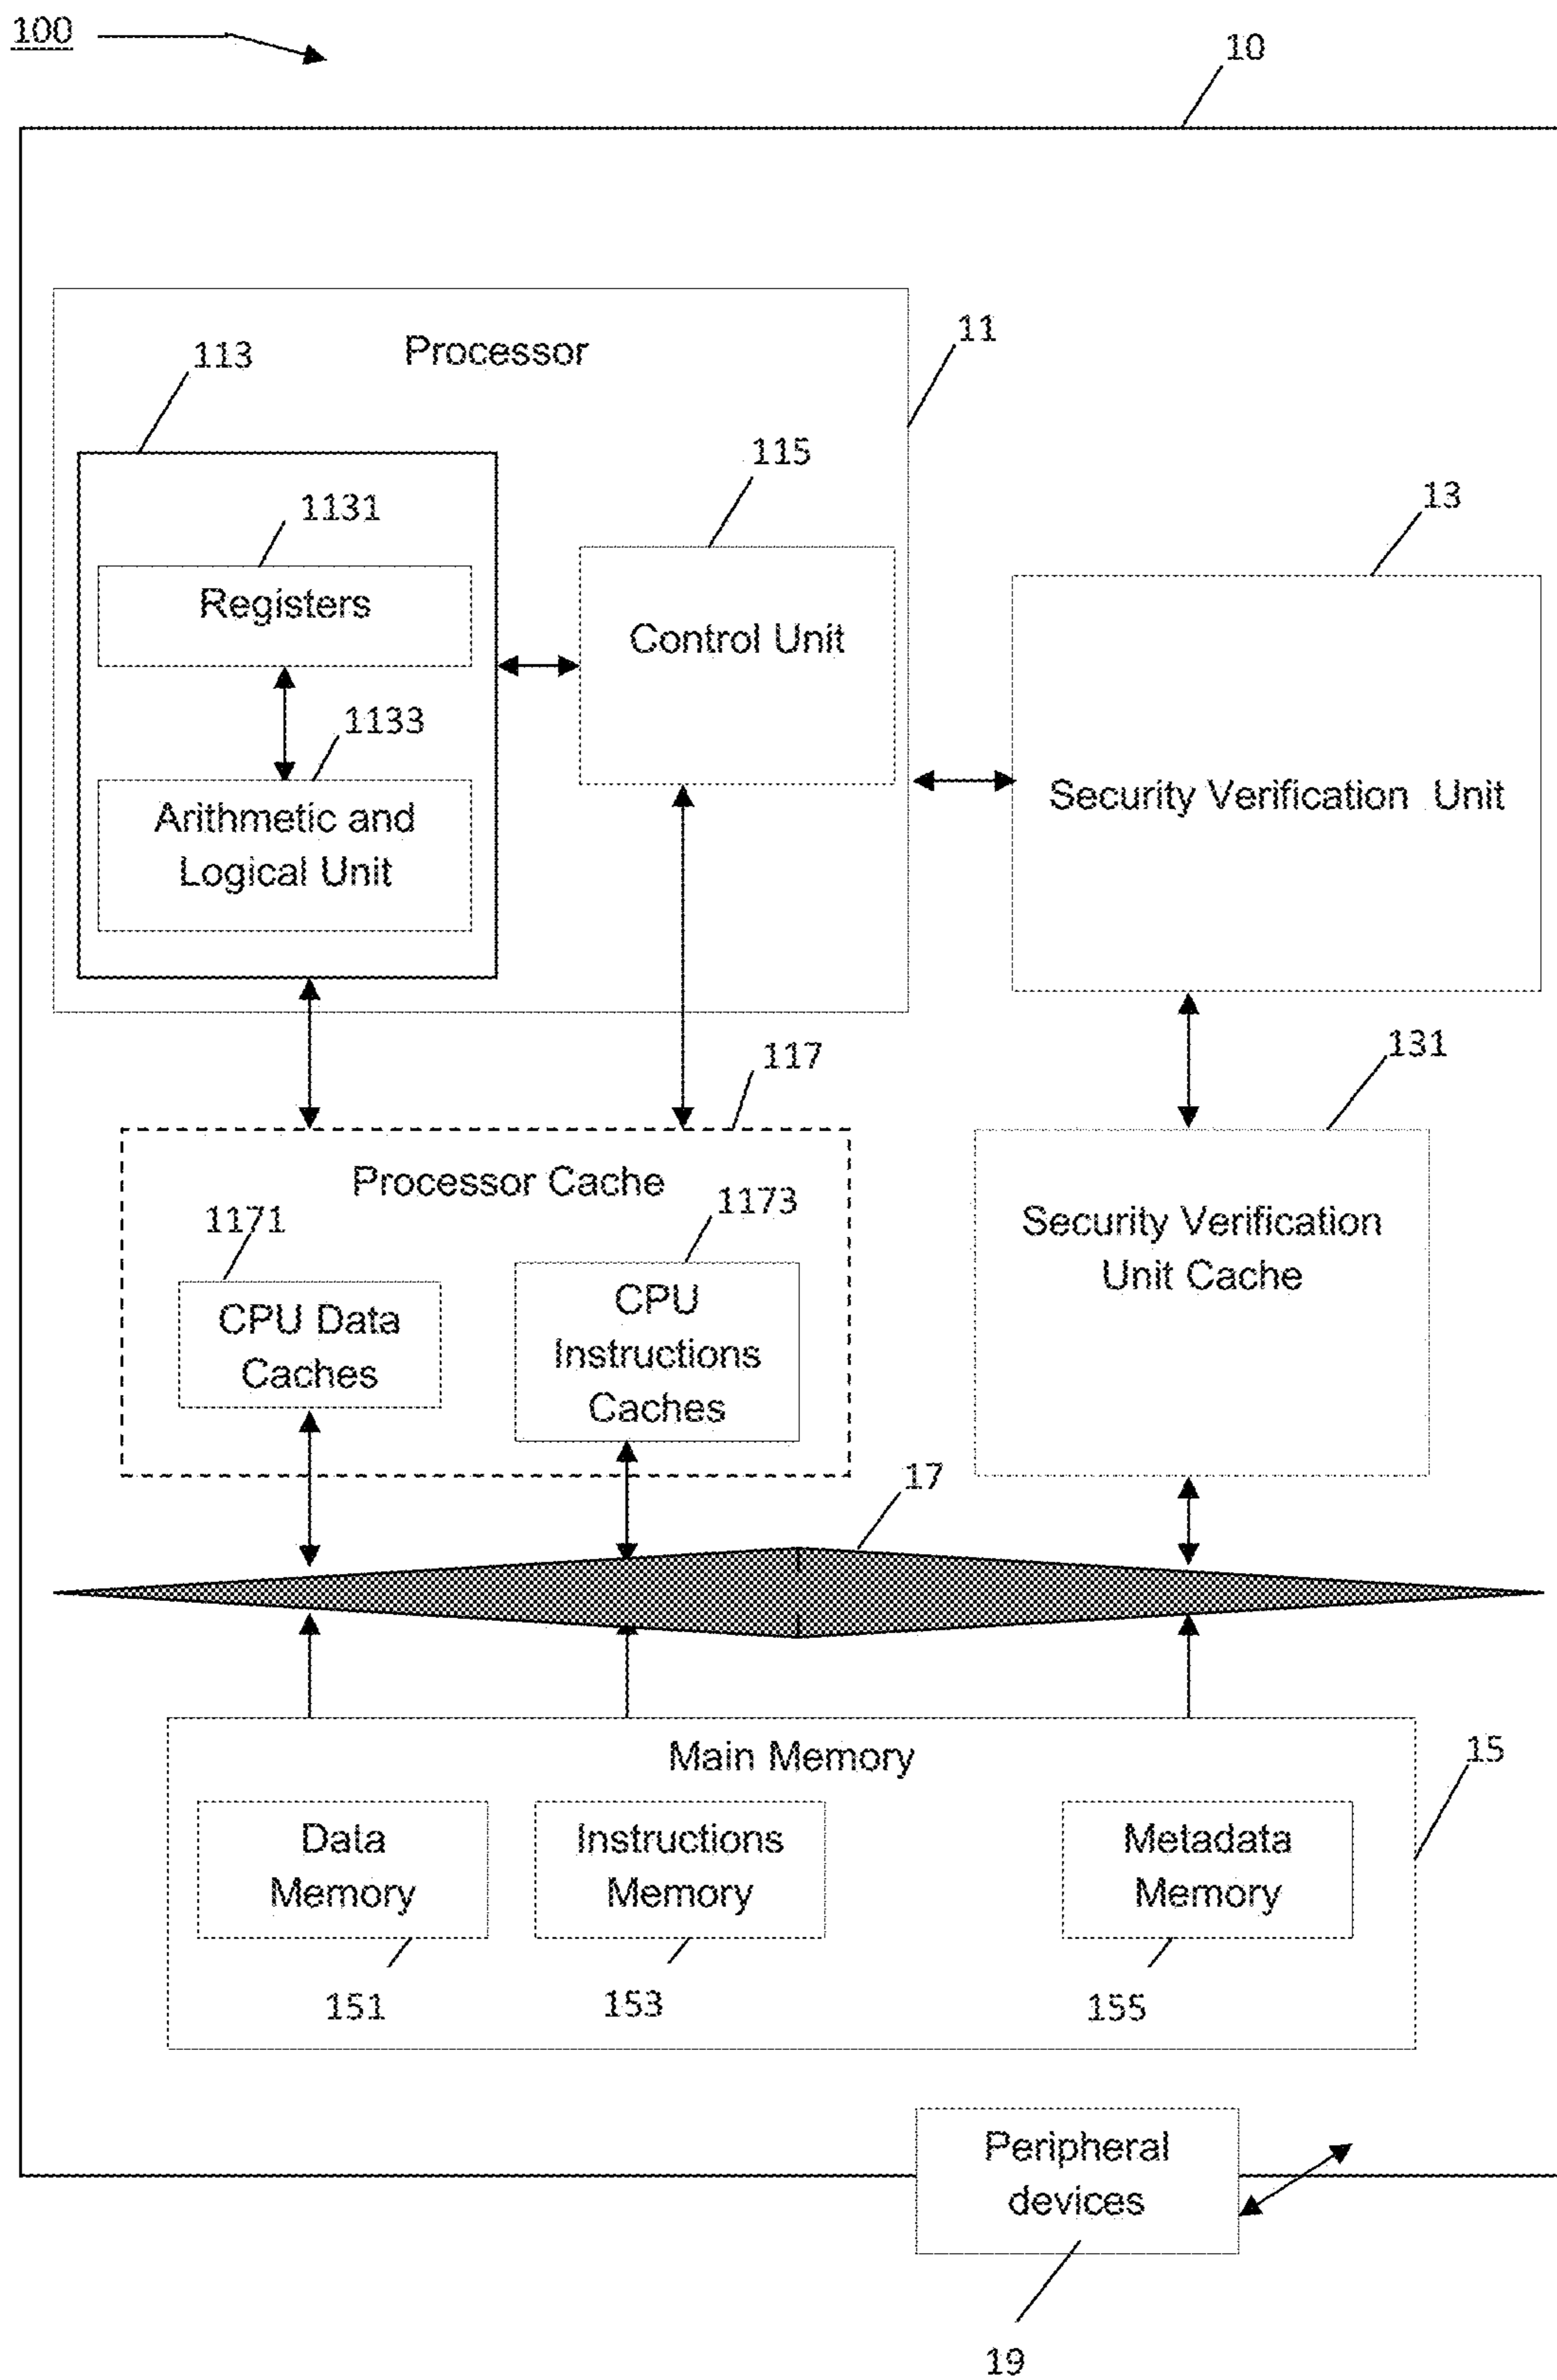 100
10
Processor
11
113
115
1131
13
Registers
Control Unit
1133
Security Verification Unit
Arithmetic and
Logical Unit
117
131
Processor Cache
1171
1173
Security Verification
Unit Cache
CPU Data
Caches
CPU
Instructions
Caches
17
Main Memory
15
Data
Memory
Instructions
Memory
Metadata
Memory
151
153
155
Peripheral
devices
19